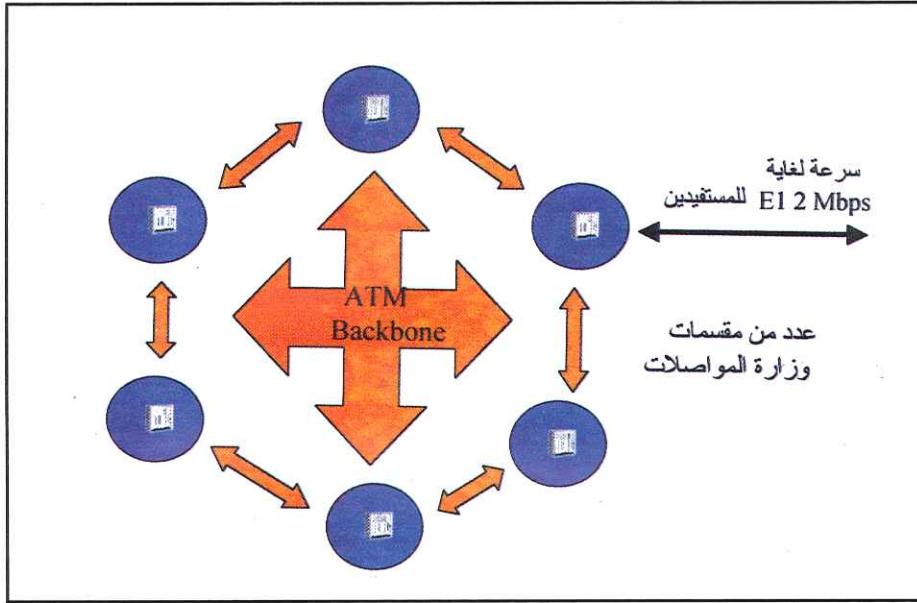 سرعة لغاية
E1 2 Mbps للمستفيدين
ATM
Backbone
عدد من مقسمات
وزارة المواصلات